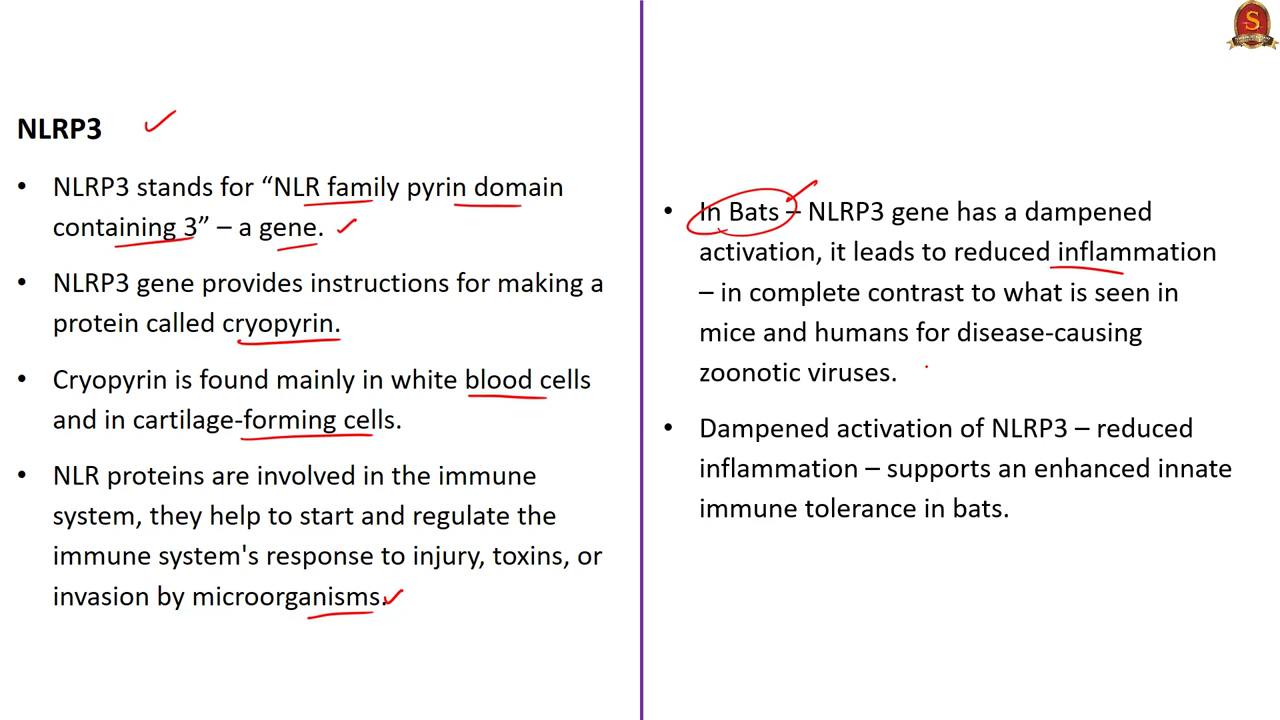 NLRP3
• NLRP3 stands for “NLR family pyrin domain
containing 3” – a gene.
• NLRP3 gene provides instructions for making a
protein called cryopyrin.
• Cryopyrin is found mainly in white blood cells
and in cartilage-forming cells.
• NLR proteins are involved in the immune
system, they help to start and regulate the
immune system's response to injury, toxins, or
invasion by microorganisms.
• In Bats – NLRP3 gene has a dampened
activation, it leads to reduced inflammation
– in complete contrast to what is seen in
mice and humans for disease-causing
zoonotic viruses.
• Dampened activation of NLRP3 – reduced
inflammation – supports an enhanced innate
immune tolerance in bats.
S